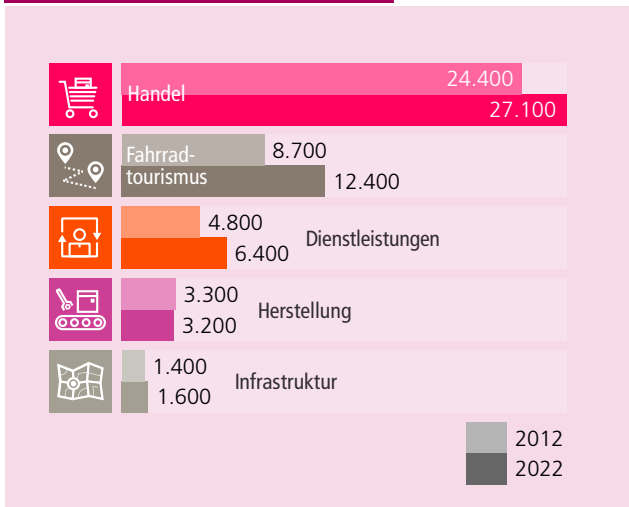 24.400
Handel
27.100
8.700
Fahrrad-
tourismus
12.400
4.800
Dienstleistungen
6.400
3.300
Herstellung
3.200
1.400
Infrastruktur
1.600
2012
2022